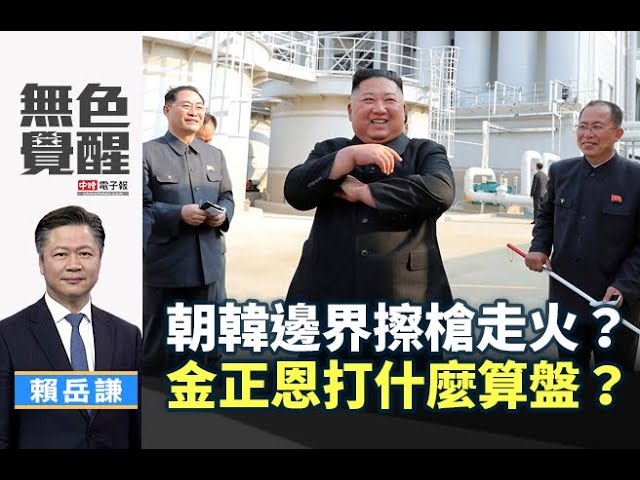 無色
覺醒
中時電子報
賴岳謙
朝韓邊界擦槍走火？
金正恩打什麼算盤？